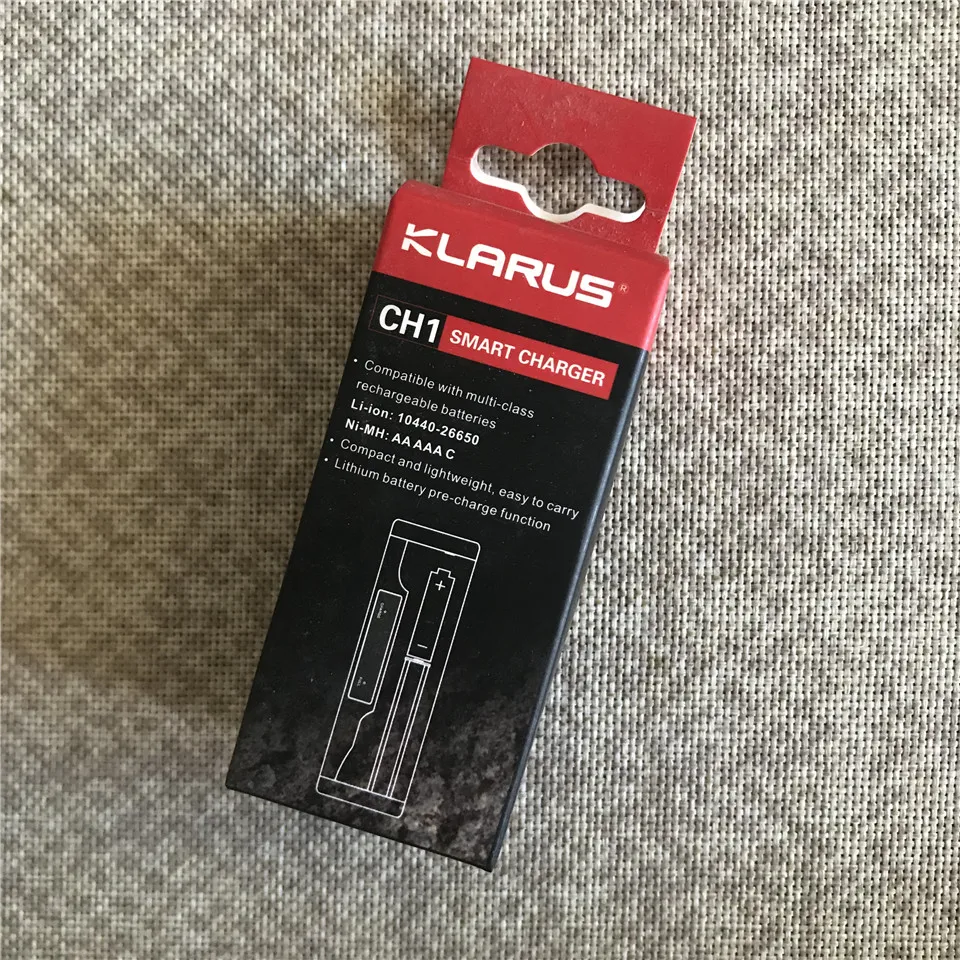 KLARUS®
CH1 SMART CHARGER
• Compatible with multi-class
rechargeable batteries
Li-ion: 10440-26650
Ni-MH: AA AAA C
• Compact and lightweight, easy to carry
• Lithium battery pre-charge function
+
−